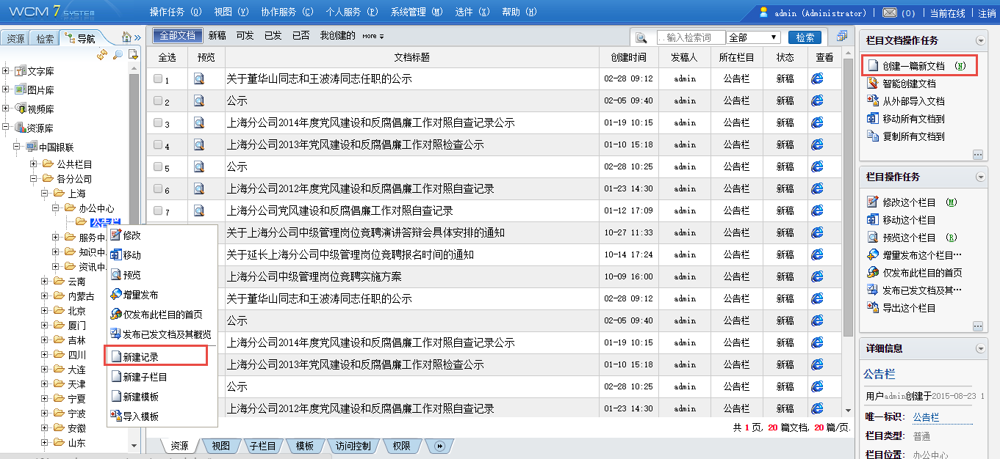 WCM 7 SYSTEM 操作任务 (O) 视图 (V) 协作服务 (C) 个人服务 (P) 系统管理 (M) 选件 (X) 帮助 (H) admin (Administrator) | (0) | 当前在线 | 注销
资源 检索 导航 »
全部文档 新稿 可发 已发 已否 我创建的 More
..输入检索词 全部 检索
文字库
图片库
视频库
资源库
中国银联
公共栏目
各分公司
上海
办公中心
公告栏
服务中
知识中
资讯中
云南
内蒙古
北京
厦门
吉林
四川
大连
天津
宁夏
宁波
安徽
山东
修改
移动
预览
增量发布
仅发布此栏目的首页
发布已发文档及其概览
新建记录
新建子栏目
新建模板
导入模板
全选 预览 文档标题 创建时间 发稿人 所在栏目 状态 查看
1 关于董华山同志和王波涛同志任职的公示 02-28 09:12 admin 公告栏 新稿
2 公示 02-05 09:40 admin 公告栏 新稿
3 上海分公司2014年度党风建设和反腐倡廉工作对照自查记录公示 01-19 10:15 admin 公告栏 新稿
4 上海分公司2013年党风建设和反腐倡廉工作对照检查公示 01-10 15:18 admin 公告栏 新稿
5 公示 02-28 10:25 admin 公告栏 新稿
6 上海分公司2012年度党风建设和反腐倡廉工作对照自查记录 01-23 14:30 admin 公告栏 新稿
7 上海分公司党风建设和反腐倡廉工作对照自查记录 01-12 17:09 admin 公告栏 新稿
关于上海分公司中级管理岗位竞聘演讲答辩会具体安排的通知 10-27 11:33 admin 公告栏 新稿
关于延长上海分公司中级管理岗位竞聘报名时间的通知 10-14 17:24 admin 公告栏 新稿
上海分公司中级管理岗位竞聘实施方案 10-09 16:00 admin 公告栏 新稿
关于董华山同志和王波涛同志任职的公示 02-28 09:12 admin 公告栏 新稿
公示 02-05 09:40 admin 公告栏 新稿
上海分公司2014年度党风建设和反腐倡廉工作对照自查记录公示 01-19 10:15 admin 公告栏 新稿
上海分公司2013年党风建设和反腐倡廉工作对照检查公示 01-10 15:18 admin 公告栏 新稿
公示 02-28 10:25 admin 公告栏 新稿
上海分公司2012年度党风建设和反腐倡廉工作对照自查记录 01-23 14:30 admin 公告栏 新稿
共 1 页, 20 篇文档, 20 篇/页.
资源 视图 子栏目 模板 访问控制 权限
栏目文档操作任务
创建一篇新文档 (N)
智能创建文档
从外部导入文档
移动所有文档到
复制所有文档到
栏目操作任务
修改这个栏目 (M)
移动这个栏目
预览这个栏目 (R)
增量发布这个栏目…
仅发布此栏目的首页
发布已发文档及其…
导出这个栏目
详细信息
公告栏
用户admin创建于2015-08-23 1
唯一标识: 公告栏
栏目类型: 普通
栏目位置: 办公中心